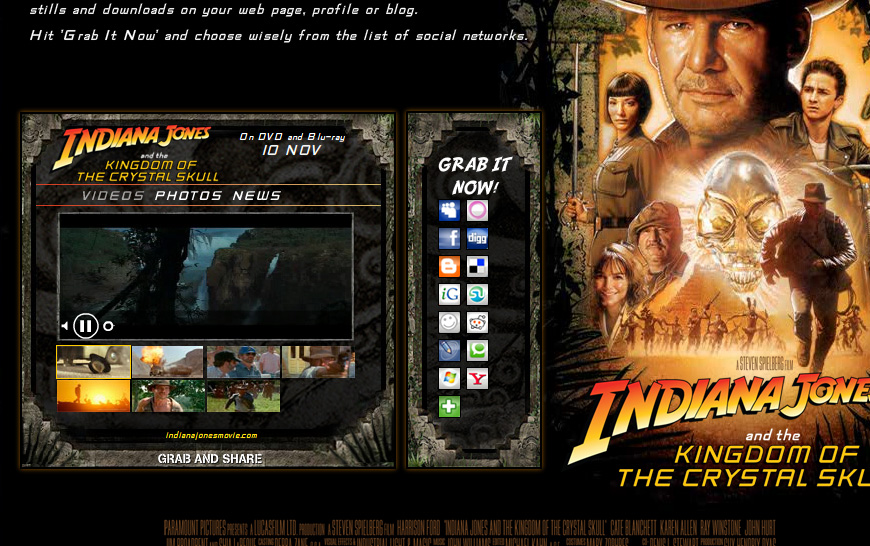 stills and downloads on your web page, profile or blog.
Hit 'Grab It Now' and choose wisely from the list of social networks.
INDIANA JONES
and the
KINGDOM OF
THE CRYSTAL SKULL
On DVD and Blu-ray
10 NOV
VIDEOS PHOTOS NEWS
Indianajonesmovie.com
GRAB AND SHARE
GRAB IT
NOW!
f
digg
iG
Y
A STEVEN SPIELBERG FILM
INDIANA JONE
and the
KINGDOM OF
THE CRYSTAL SKUL
PARAMOUNT PICTURES PRESENTS A LUCASFILM LTD. PRODUCTION A STEVEN SPIELBERG FILM HARRISON FORD "INDIANA JONES AND THE KINGDOM OF THE CRYSTAL SKULL" CATE BLANCHETT KAREN ALLEN RAY WINSTONE JOHN HURT